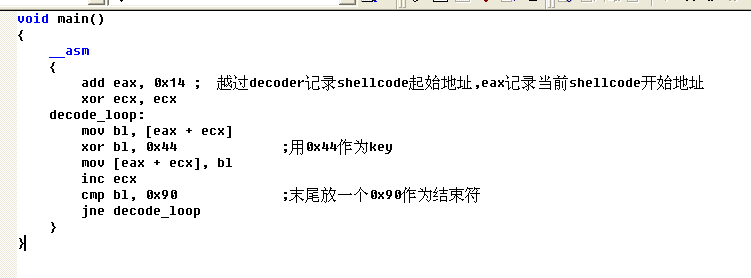 void main()
{
    __asm
    {
        add eax, 0x14 ;  越过decoder记录shellcode起始地址,eax记录当前shellcode开始地址
        xor ecx, ecx
    decode_loop:
        mov bl, [eax + ecx]
        xor bl, 0x44              ;用0x44作为key
        mov [eax + ecx], bl
        inc ecx
        cmp bl, 0x90              ;末尾放一个0x90作为结束符
        jne decode_loop
    }
}